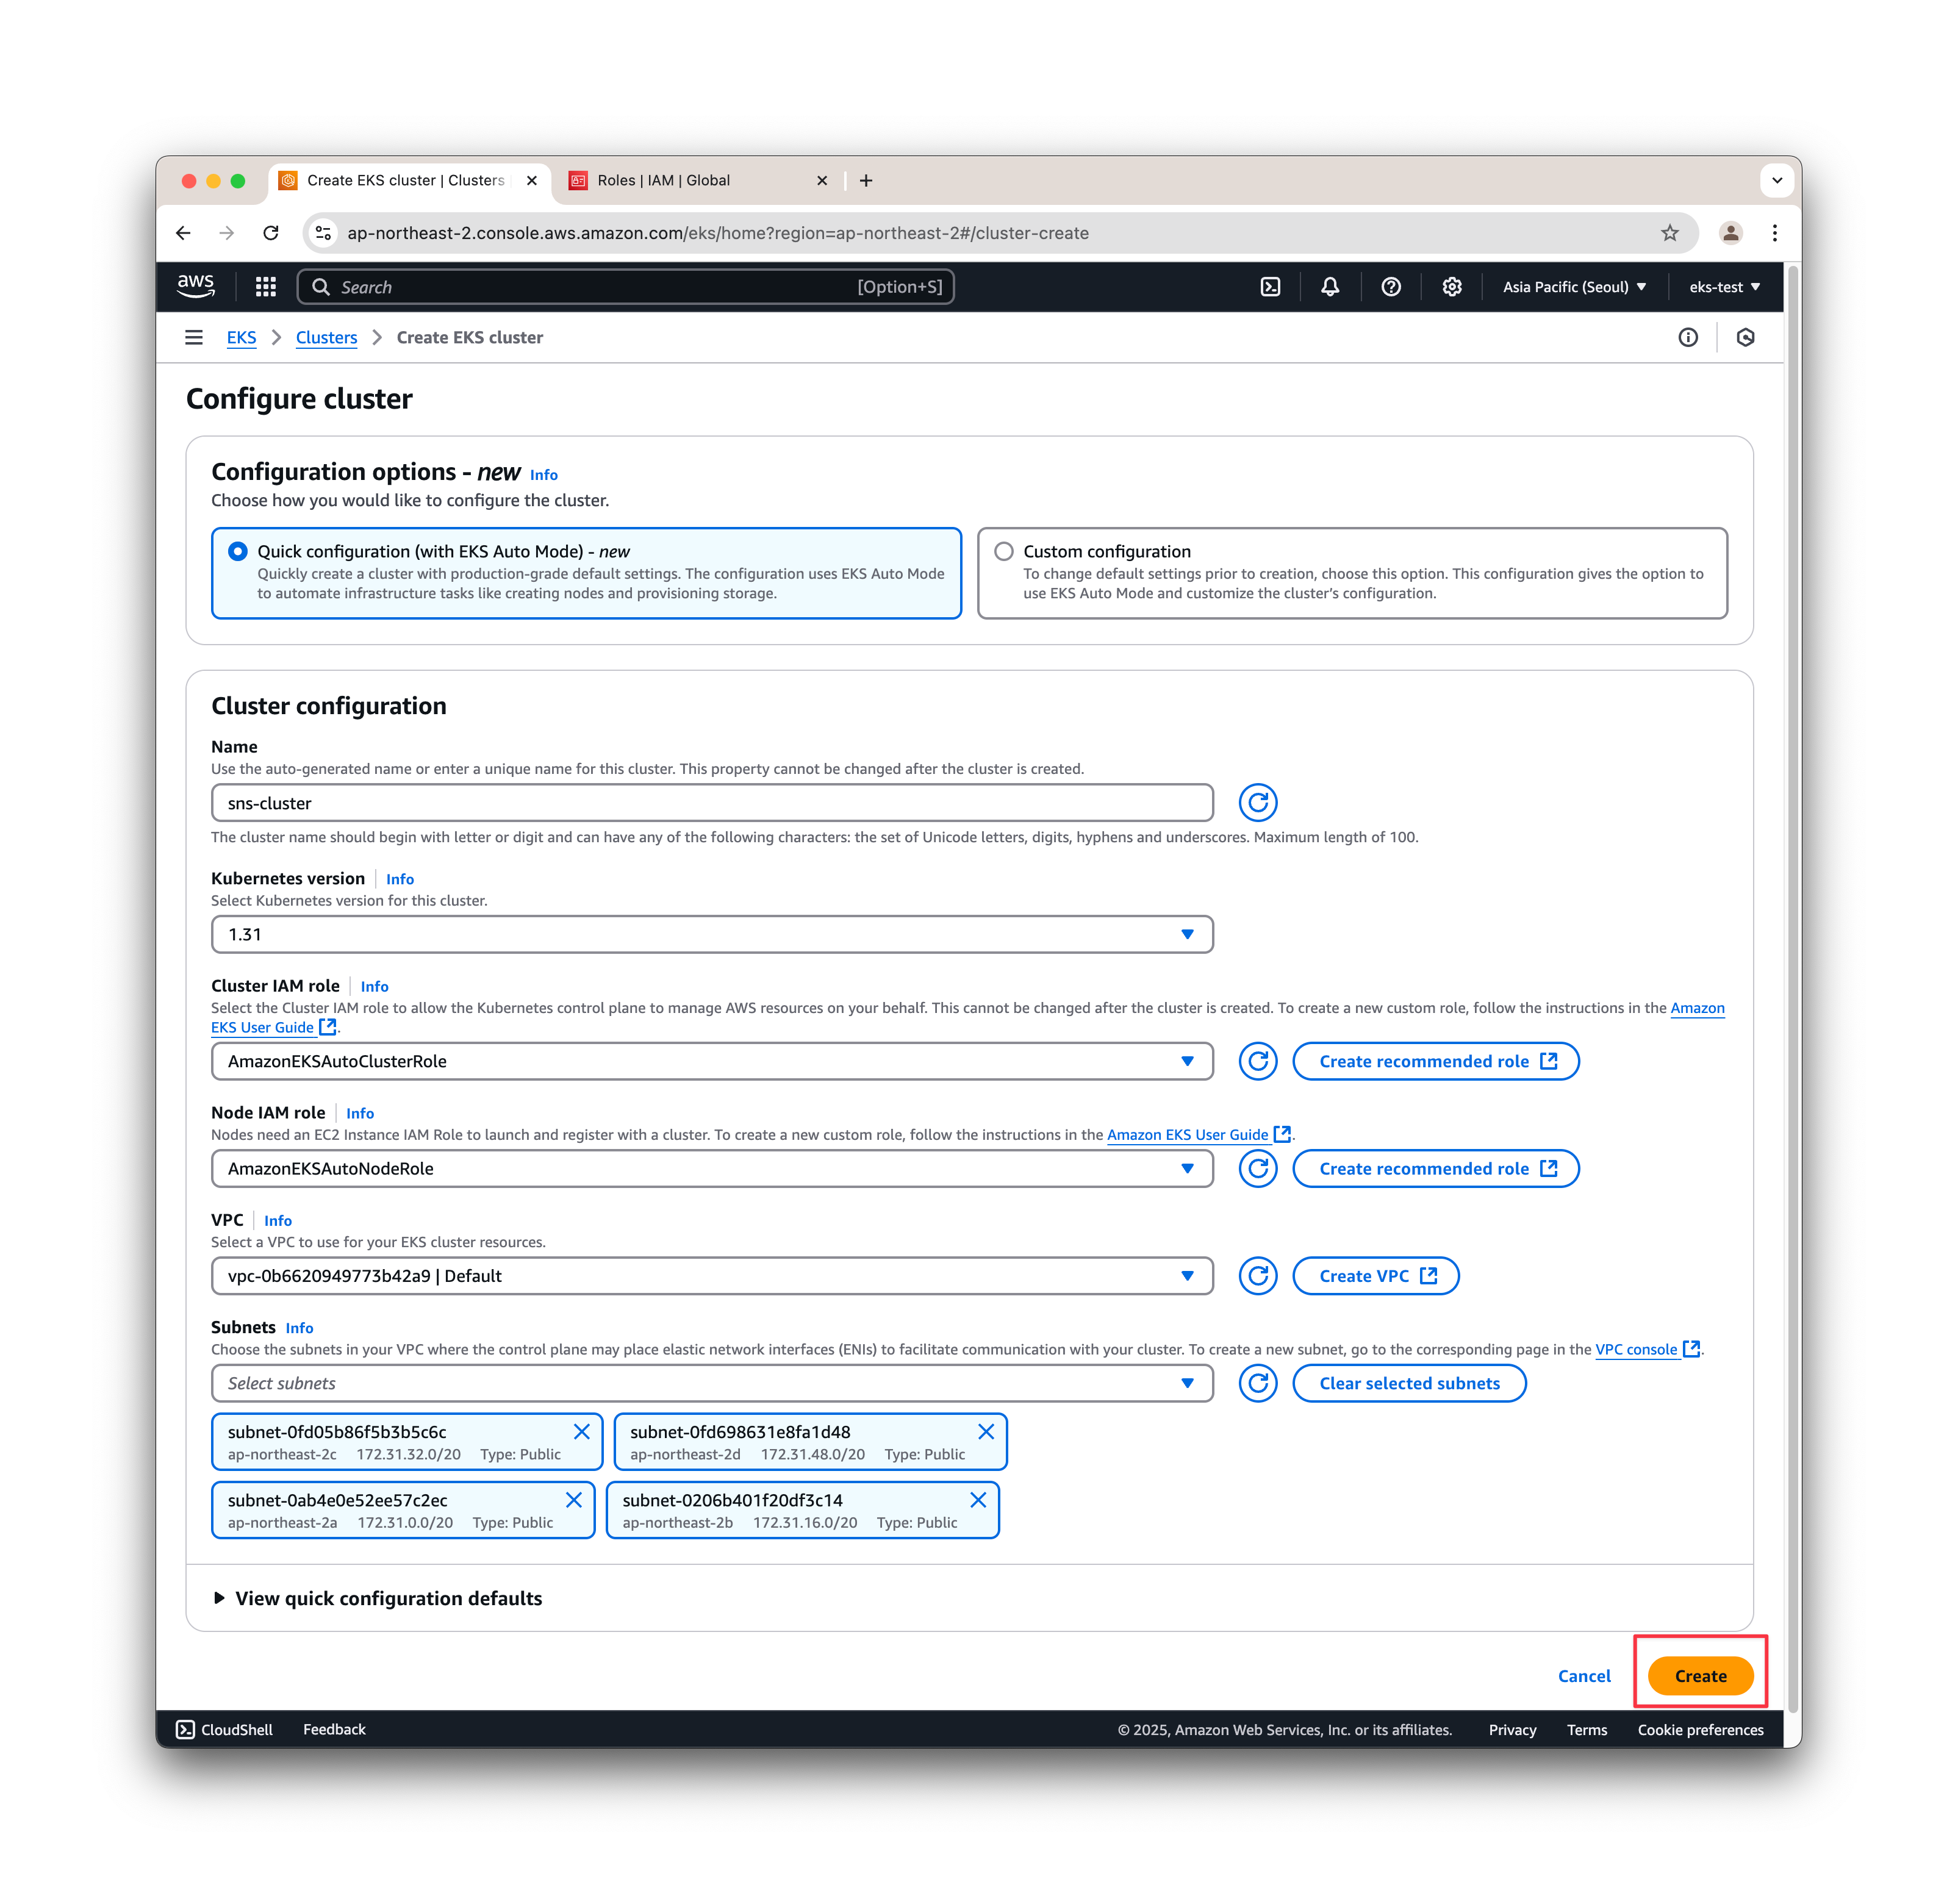 Create EKS cluster | Clusters
Roles | IAM | Global
ap-northeast-2.console.aws.amazon.com/eks/home?region=ap-northeast-2#/cluster-create
aws
Search
[Option+S]
Asia Pacific (Seoul)
eks-test
EKS
Clusters
Create EKS cluster
Configure cluster
Configuration options - new Info
Choose how you would like to configure the cluster.
Quick configuration (with EKS Auto Mode) - new
Quickly create a cluster with production-grade default settings. The configuration uses EKS Auto Mode
to automate infrastructure tasks like creating nodes and provisioning storage.
Custom configuration
To change default settings prior to creation, choose this option. This configuration gives the option to
use EKS Auto Mode and customize the cluster's configuration.
Cluster configuration
Name
Use the auto-generated name or enter a unique name for this cluster. This property cannot be changed after the cluster is created.
sns-cluster
The cluster name should begin with letter or digit and can have any of the following characters: the set of Unicode letters, digits, hyphens and underscores. Maximum length of 100.
Kubernetes version Info
Select Kubernetes version for this cluster.
1.31
Cluster IAM role Info
Select the Cluster IAM role to allow the Kubernetes control plane to manage AWS resources on your behalf. This cannot be changed after the cluster is created. To create a new custom role, follow the instructions in the Amazon
EKS User Guide.
AmazonEKSAutoClusterRole
Create recommended role
Node IAM role Info
Nodes need an EC2 Instance IAM Role to launch and register with a cluster. To create a new custom role, follow the instructions in the Amazon EKS User Guide.
AmazonEKSAutoNodeRole
Create recommended role
VPC Info
Select a VPC to use for your EKS cluster resources.
vpc-0b6620949773b42a9 | Default
Create VPC
Subnets Info
Choose the subnets in your VPC where the control plane may place elastic network interfaces (ENIs) to facilitate communication with your cluster. To create a new subnet, go to the corresponding page in the VPC console.
Select subnets
Clear selected subnets
subnet-0fd05b86f5b3b5c6c
ap-northeast-2c 172.31.32.0/20 Type: Public
subnet-0fd698631e8fa1d48
ap-northeast-2d 172.31.48.0/20 Type: Public
subnet-0ab4e0e52ee57c2ec
ap-northeast-2a 172.31.0.0/20 Type: Public
subnet-0206b401f20df3c14
ap-northeast-2b 172.31.16.0/20 Type: Public
View quick configuration defaults
Cancel
Create
CloudShell
Feedback
© 2025, Amazon Web Services, Inc. or its affiliates.
Privacy
Terms
Cookie preferences